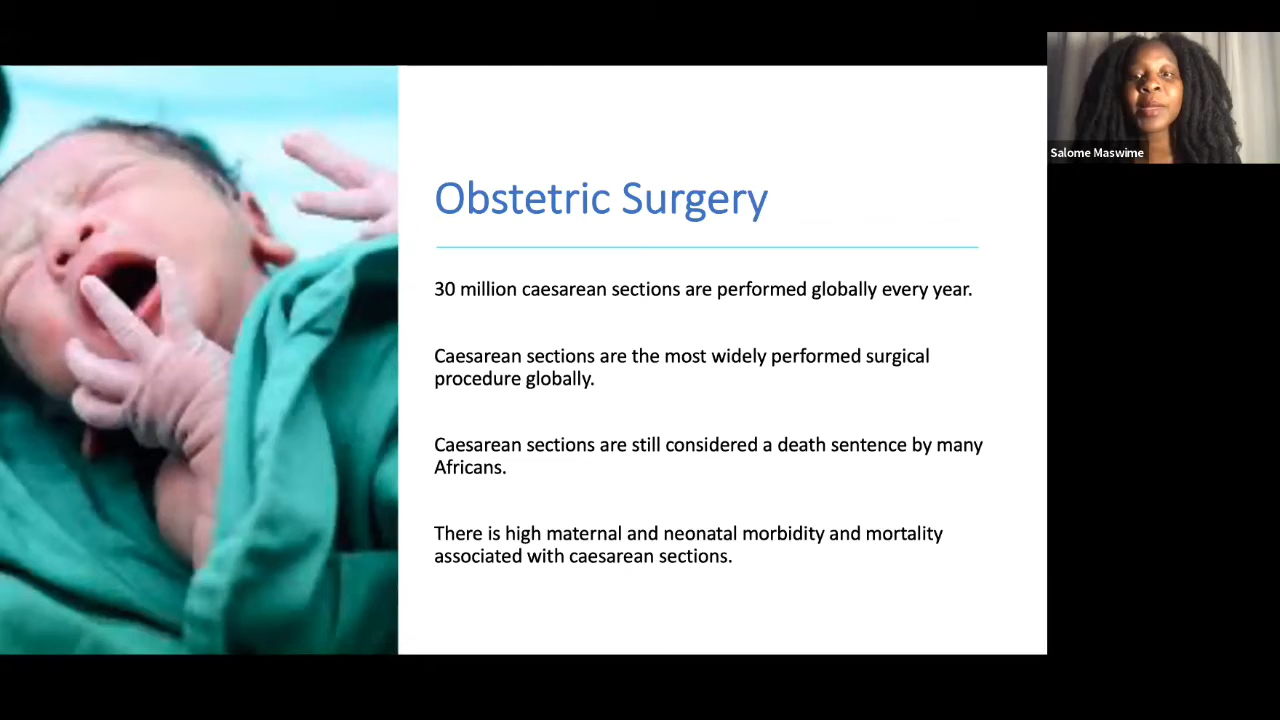 Salome Maswime
Obstetric Surgery
30 million caesarean sections are performed globally every year.
Caesarean sections are the most widely performed surgical
procedure globally.
Caesarean sections are still considered a death sentence by many
Africans.
There is high maternal and neonatal morbidity and mortality
associated with caesarean sections.